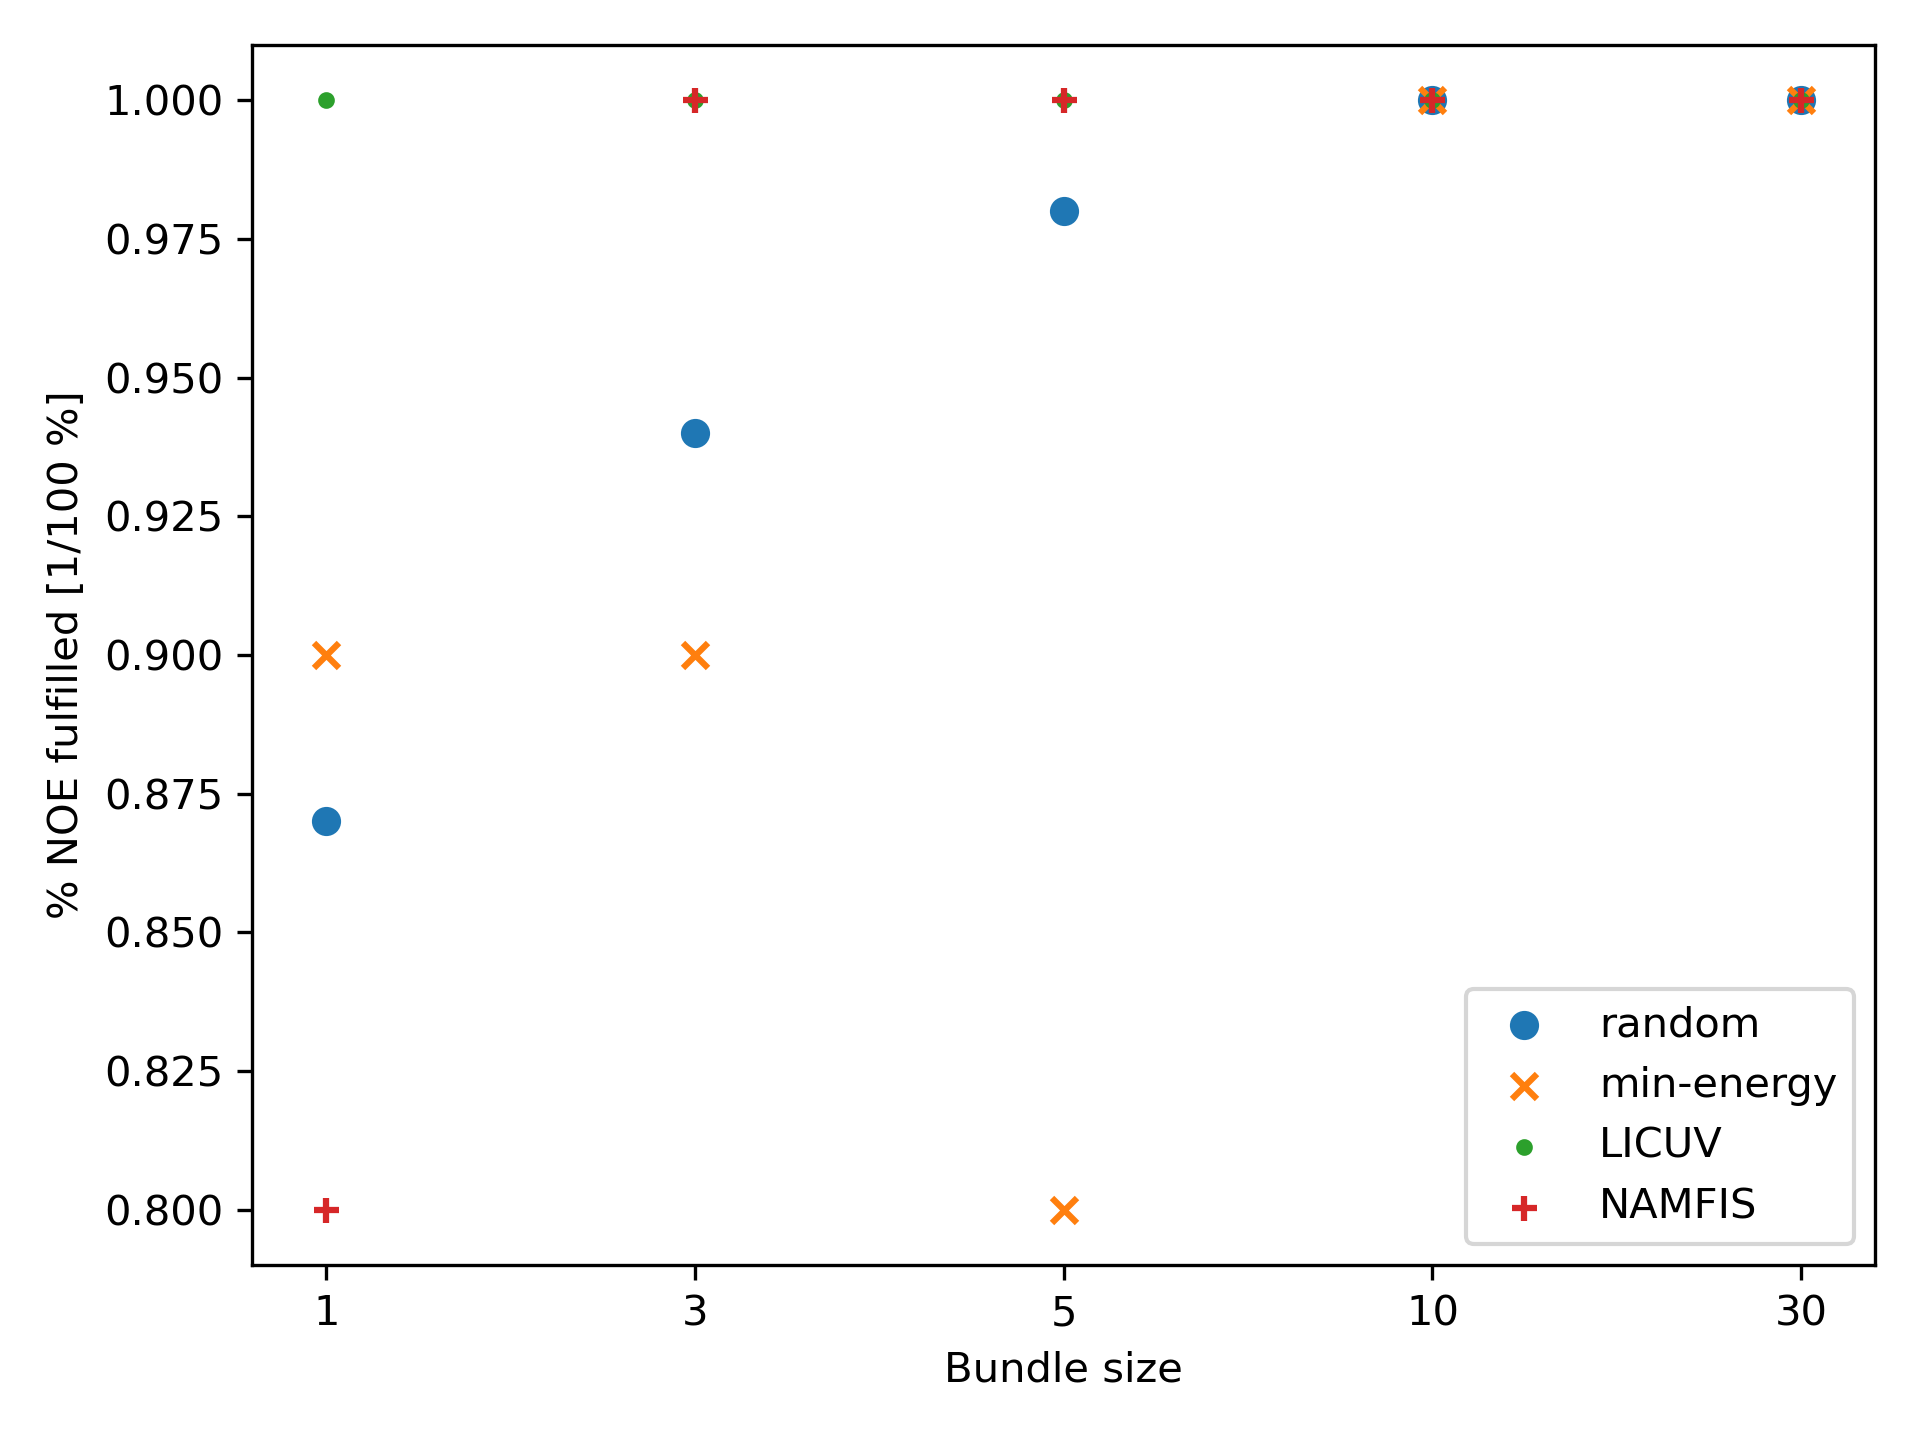 1.000
0.975
0.950
0.925
0.900
0.875
0.850
0.825
0.800
% NOE fulfilled [1/100 %]
1 3 5 10 30
Bundle size
random
min-energy
LICUV
NAMFIS